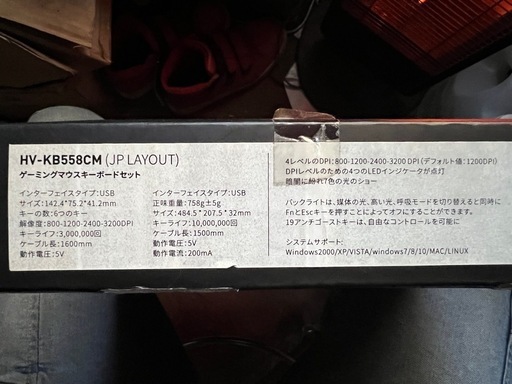 HV-KB558CM (JP LAYOUT)
ゲーミングマウスキーボードセット
インターフェイスタイプ:USB
サイズ:142.4*75.2*41.2mm
キーの数:6つのキー
解像度:800-1200-2400-3200DPI
キーライフ:3,000,000回
ケーブル長:1600mm
動作電圧:5V
インターフェイスタイプ:USB
正味重量:758g±5g
サイズ:484.5*207.5*32mm
キーライフ:10,000,000回
ケーブル長:1500mm
動作電圧:5V
動作電流:200mA
4レベルのDPI:800-1200-2400-3200 DPI (デフォルト値:1200DPI)
DPIレベルのための4つのLEDインジケータが点灯
暗闇に紛れ7色の光のショー
バックライトは、媒体の光、高い光、呼吸モードを切り替えると同時に
FnとEscキーを押すことによってオフにすることができます。
19アンチゴーストキーは、自由なコントロールを可能に
システムサポート:
Windows2000/XP/VISTA/windows7/8/10/MAC/LINUX